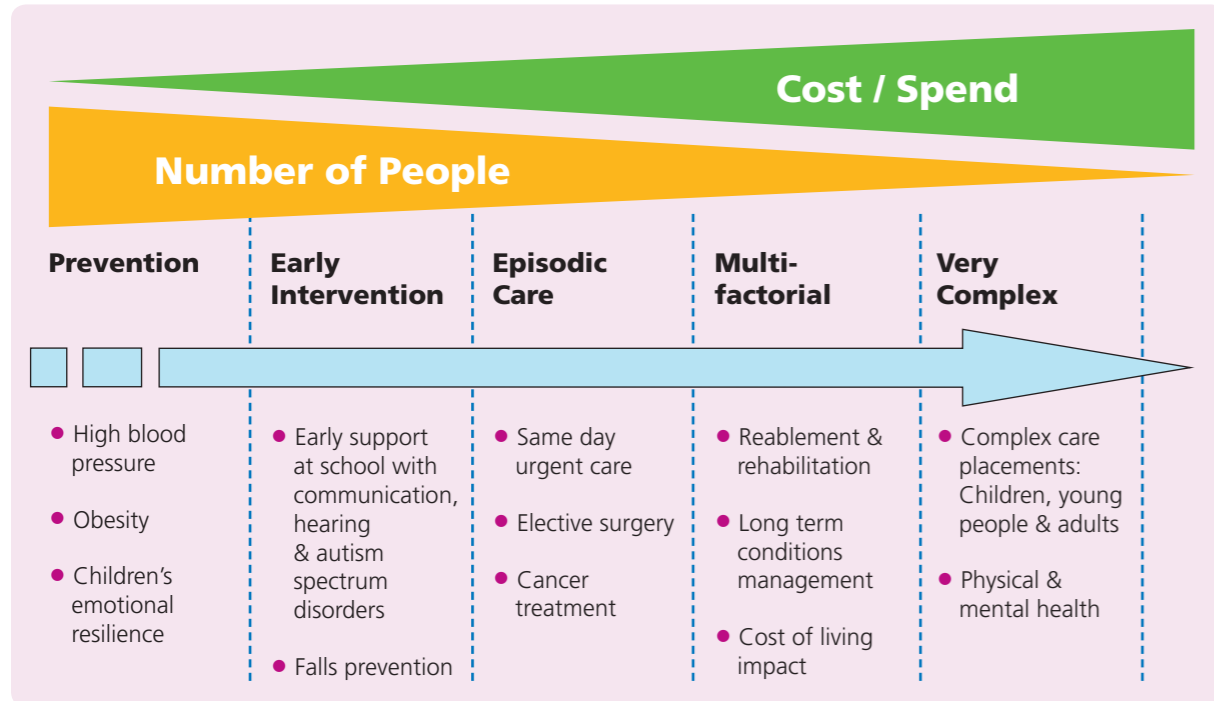 Cost / Spend
Number of People
Prevention
Early
Intervention
Episodic
Care
Multi-
factorial
Very
Complex
• High blood
pressure
• Obesity
• Children’s
emotional
resilience
• Early support
at school with
communication,
hearing
& autism
spectrum
disorders
• Falls prevention
• Same day
urgent care
• Elective surgery
• Cancer
treatment
• Reablement &
rehabilitation
• Long term
conditions
management
• Cost of living
impact
• Complex care
placements:
Children, young
people & adults
• Physical &
mental health